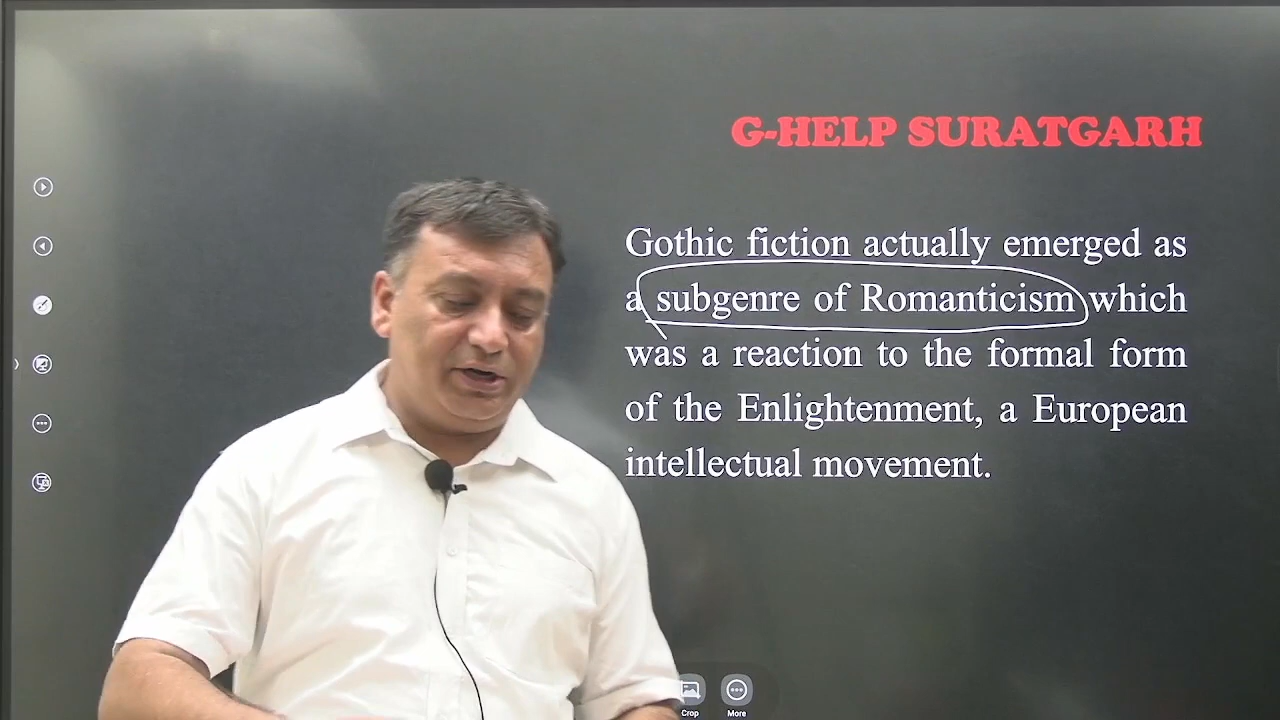 G-HELP SURATGARH
Gothic fiction actually emerged as
a subgenre of Romanticism which
was a reaction to the formal form
of the Enlightenment, a European
intellectual movement.
Crop
More